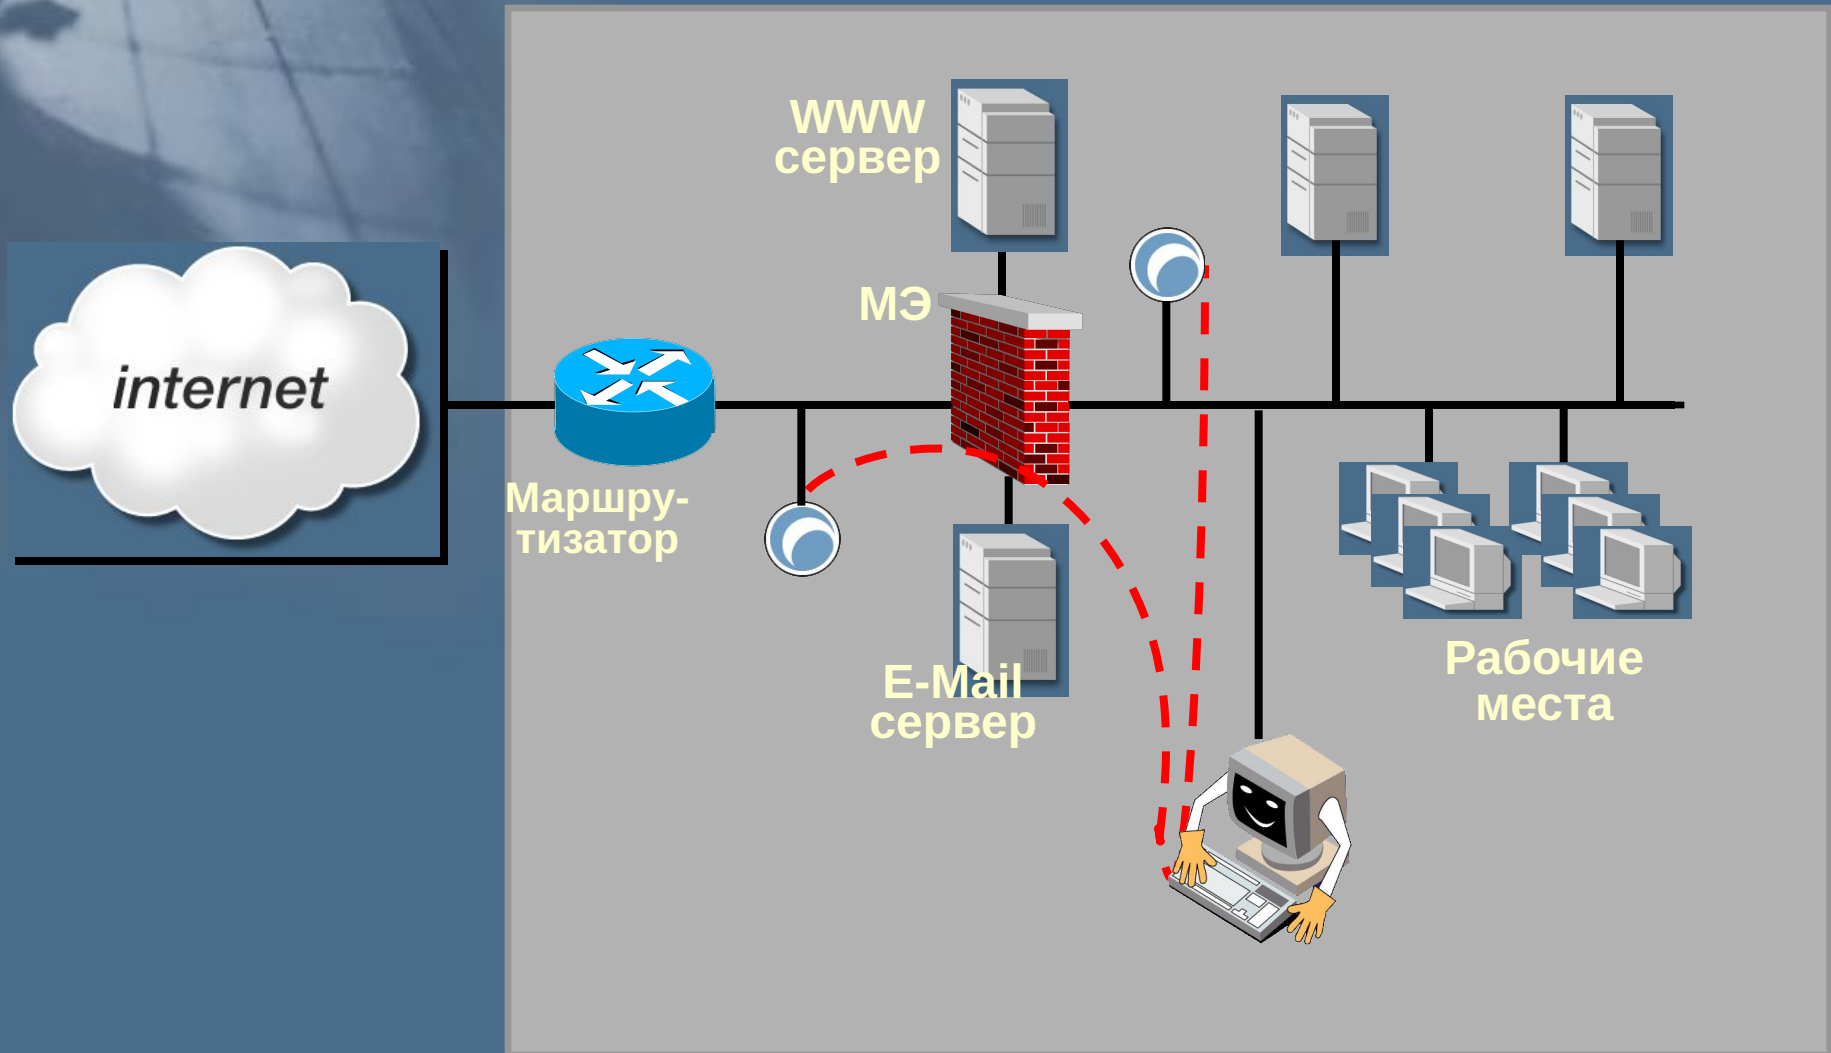 WWW
сервер
МЭ
internet
Маршру-
тизатор
E-Mail
сервер
Рабочие
места